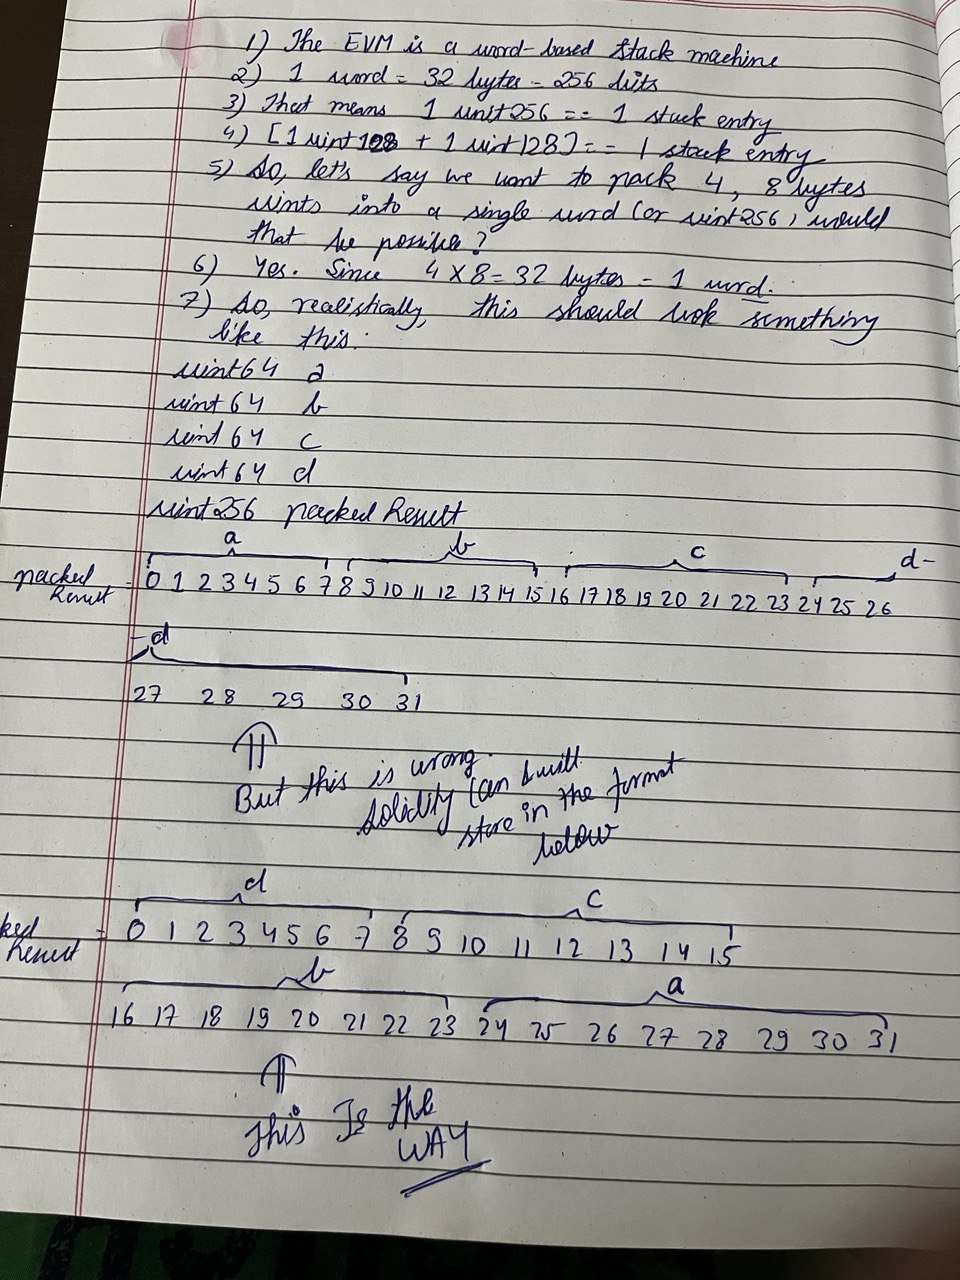 1) The EVM is a word-based stack machine
2) 1 word = 32 bytes = 256 bits
3) That means 1 unit256 == 1 stack entry
4) [1 uint128 + 1 uint128] == 1 stack entry
5) So, let's say we want to pack 4, 8 bytes
uints into a single word (or uint256) would
that be possible?
6) Yes. Since 4 X 8 = 32 bytes = 1 word.
7) So, realistically, this should look something
like this:
uint64 a
uint64 b
uint64 c
uint64 d
uint256 packed Result
a b c d-
packed Result = 0 1 2 3 4 5 6 7 8 9 10 11 12 13 14 15 16 17 18 19 20 21 22 23 24 25 26
-d
27 28 29 30 31
⇑
But this is wrong.
Solidity can & will
store in the format
below
d c
ked Result = 0 1 2 3 4 5 6 7 8 9 10 11 12 13 14 15
b a
16 17 18 19 20 21 22 23 24 25 26 27 28 29 30 31
⇑
This Is the
WAY